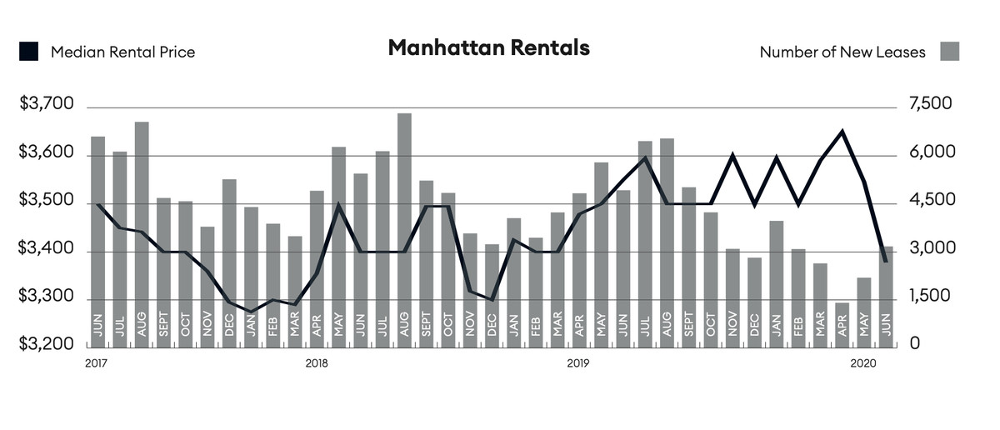 Manhattan Rentals
Median Rental Price
Number of New Leases
$3,700
7,500
$3,600
6,000
$3,500
4,500
$3,400
3,000
$3,300
1,500
$3,200
0
JUN
JUL
AUG
SEPT
OCT
NOV
DEC
JAN
FEB
MAR
APR
MAY
JUN
JUL
AUG
SEPT
OCT
NOV
DEC
JAN
FEB
MAR
APR
MAY
JUN
JUL
AUG
SEPT
OCT
NOV
DEC
JAN
FEB
MAR
APR
MAY
JUN
2017
2018
2019
2020